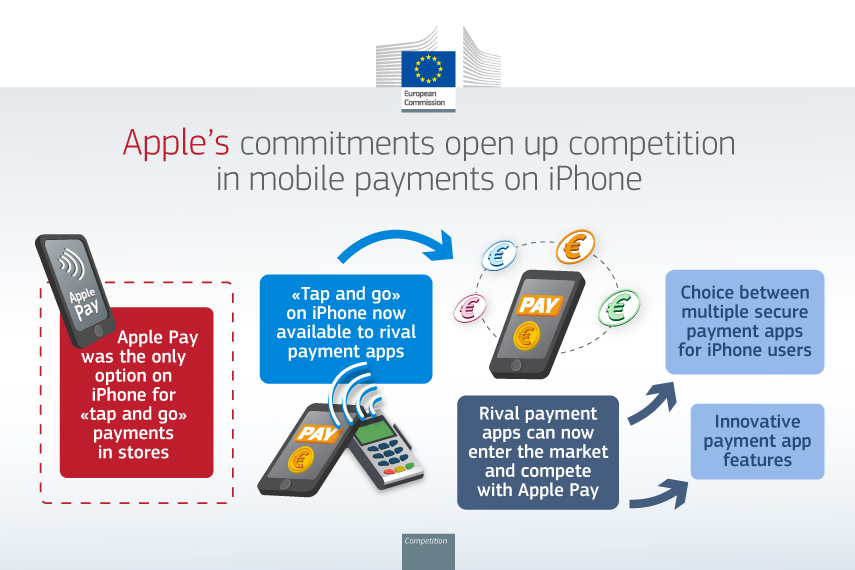 European
Commission
Apple's commitments open up competition
in mobile payments on iPhone
Apple
Pay
Apple Pay
was the only
option on
iPhone for
«tap and go»
payments
in stores
«Tap and go»
on iPhone now
available to rival
payment apps
PAY
€
€
€
€
€
PAY
€
Rival payment
apps can now
enter the market
and compete
with Apple Pay
Choice between
multiple secure
payment apps
for iPhone users
Innovative
payment app
features
Competition